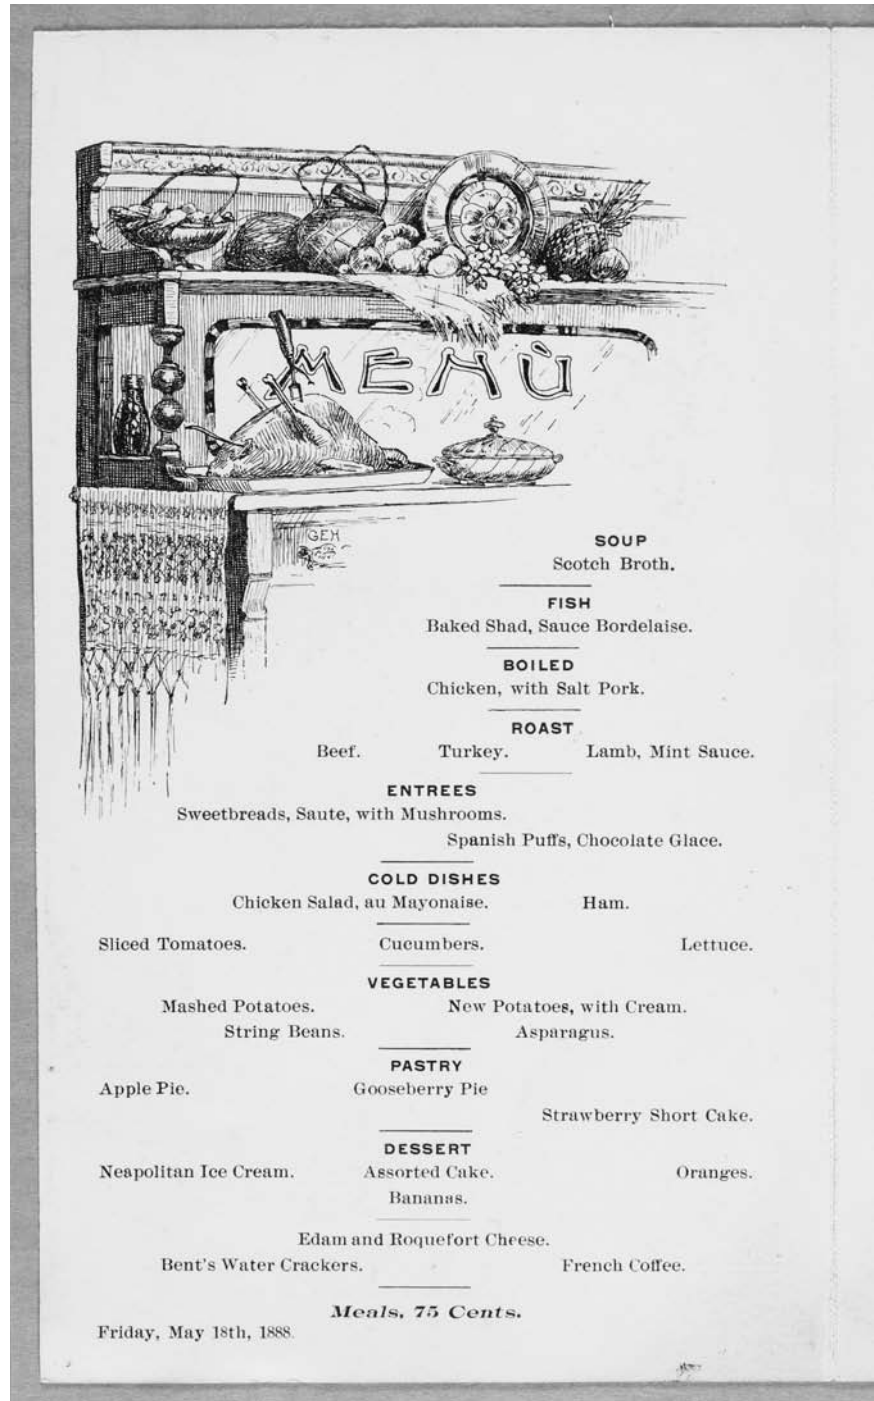 MENÙ
GEH
SOUP
Scotch Broth.
FISH
Baked Shad, Sauce Bordelaise.
BOILED
Chicken, with Salt Pork.
ROAST
Beef. Turkey. Lamb, Mint Sauce.
ENTREES
Sweetbreads, Saute, with Mushrooms.
Spanish Puffs, Chocolate Glace.
COLD DISHES
Chicken Salad, au Mayonaise. Ham.
Sliced Tomatoes. Cucumbers. Lettuce.
VEGETABLES
Mashed Potatoes. New Potatoes, with Cream.
String Beans. Asparagus.
PASTRY
Apple Pie. Gooseberry Pie
Strawberry Short Cake.
DESSERT
Neapolitan Ice Cream. Assorted Cake. Oranges.
Bananas.
Edam and Roquefort Cheese.
Bent's Water Crackers. French Coffee.
Meals, 75 Cents.
Friday, May 18th, 1888.